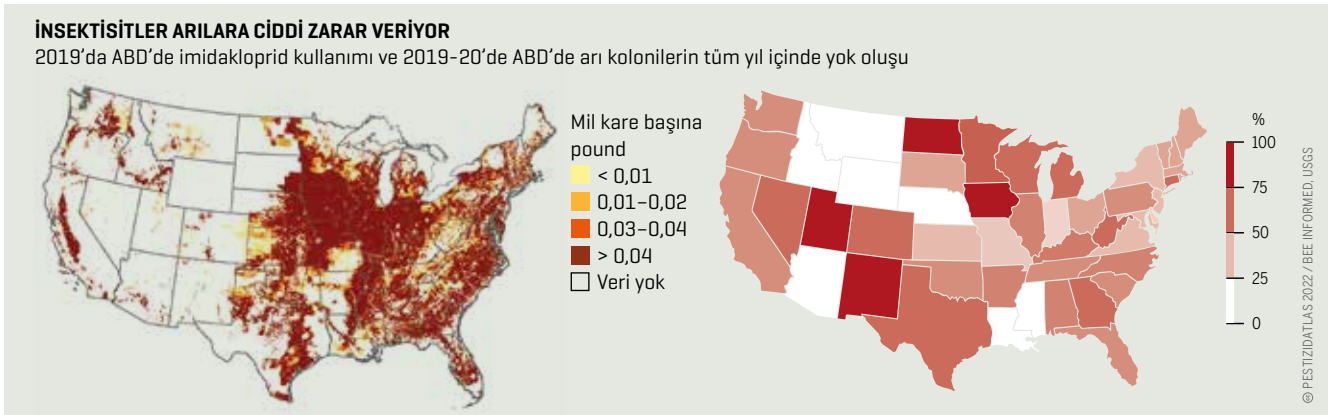 İNSEKTİSİTLER ARILARA CİDDİ ZARAR VERİYOR
2019'da ABD'de imidakloprid kullanımı ve 2019-20'de ABD'de arı kolonilerin tüm yıl içinde yok oluşu
Mil kare başına
pound
< 0,01
0,01–0,02
0,03–0,04
> 0,04
Veri yok
%
100
75
50
25
0
© PESTIZIDATLAS 2022 / BEE INFORMED, USGS